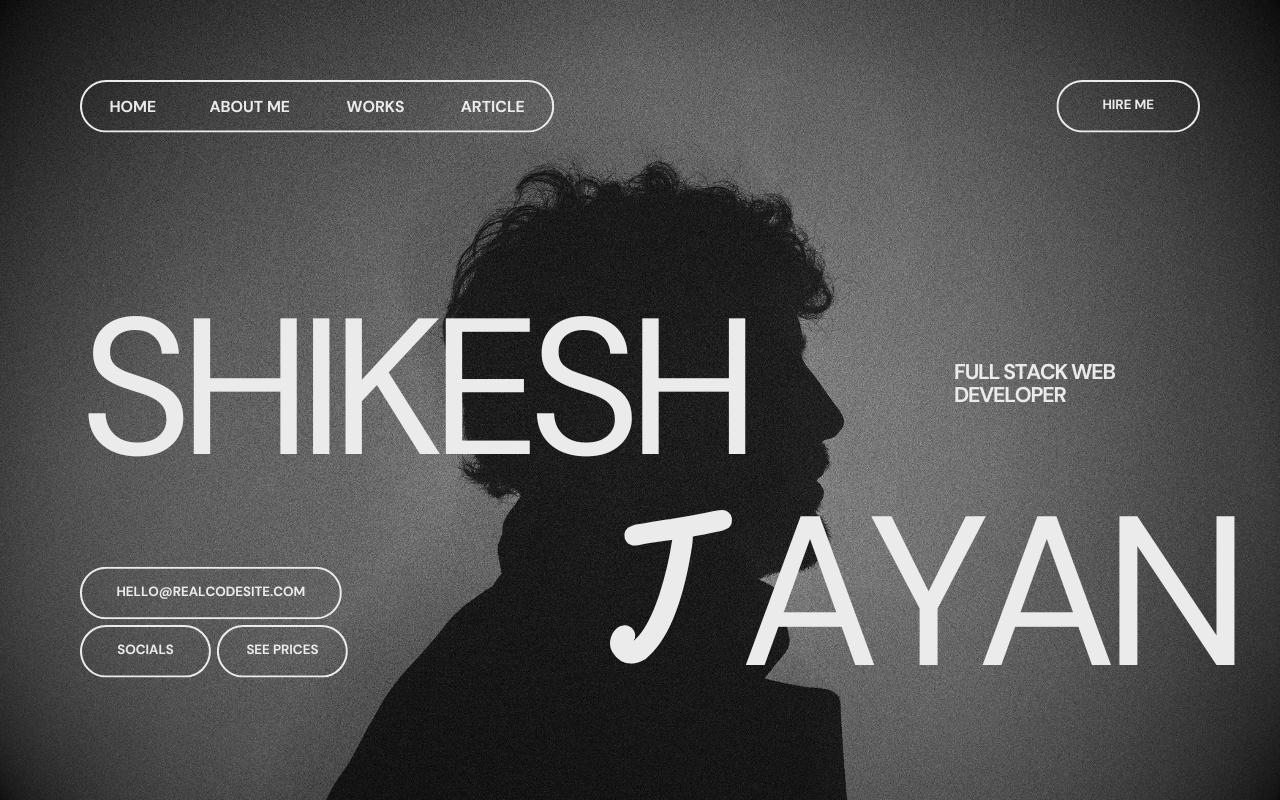 HOME ABOUT ME WORKS ARTICLE
HIRE ME
SHIKESH
FULL STACK WEB
DEVELOPER
JAYAN
HELLO@REALCODESITE.COM
SOCIALS SEE PRICES